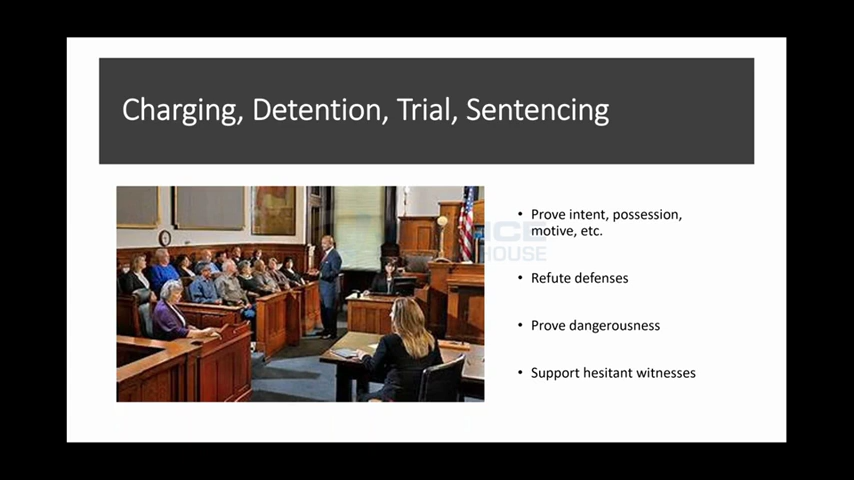 Charging, Detention, Trial, Sentencing
• Prove intent, possession,
motive, etc.
• Refute defenses
• Prove dangerousness
• Support hesitant witnesses